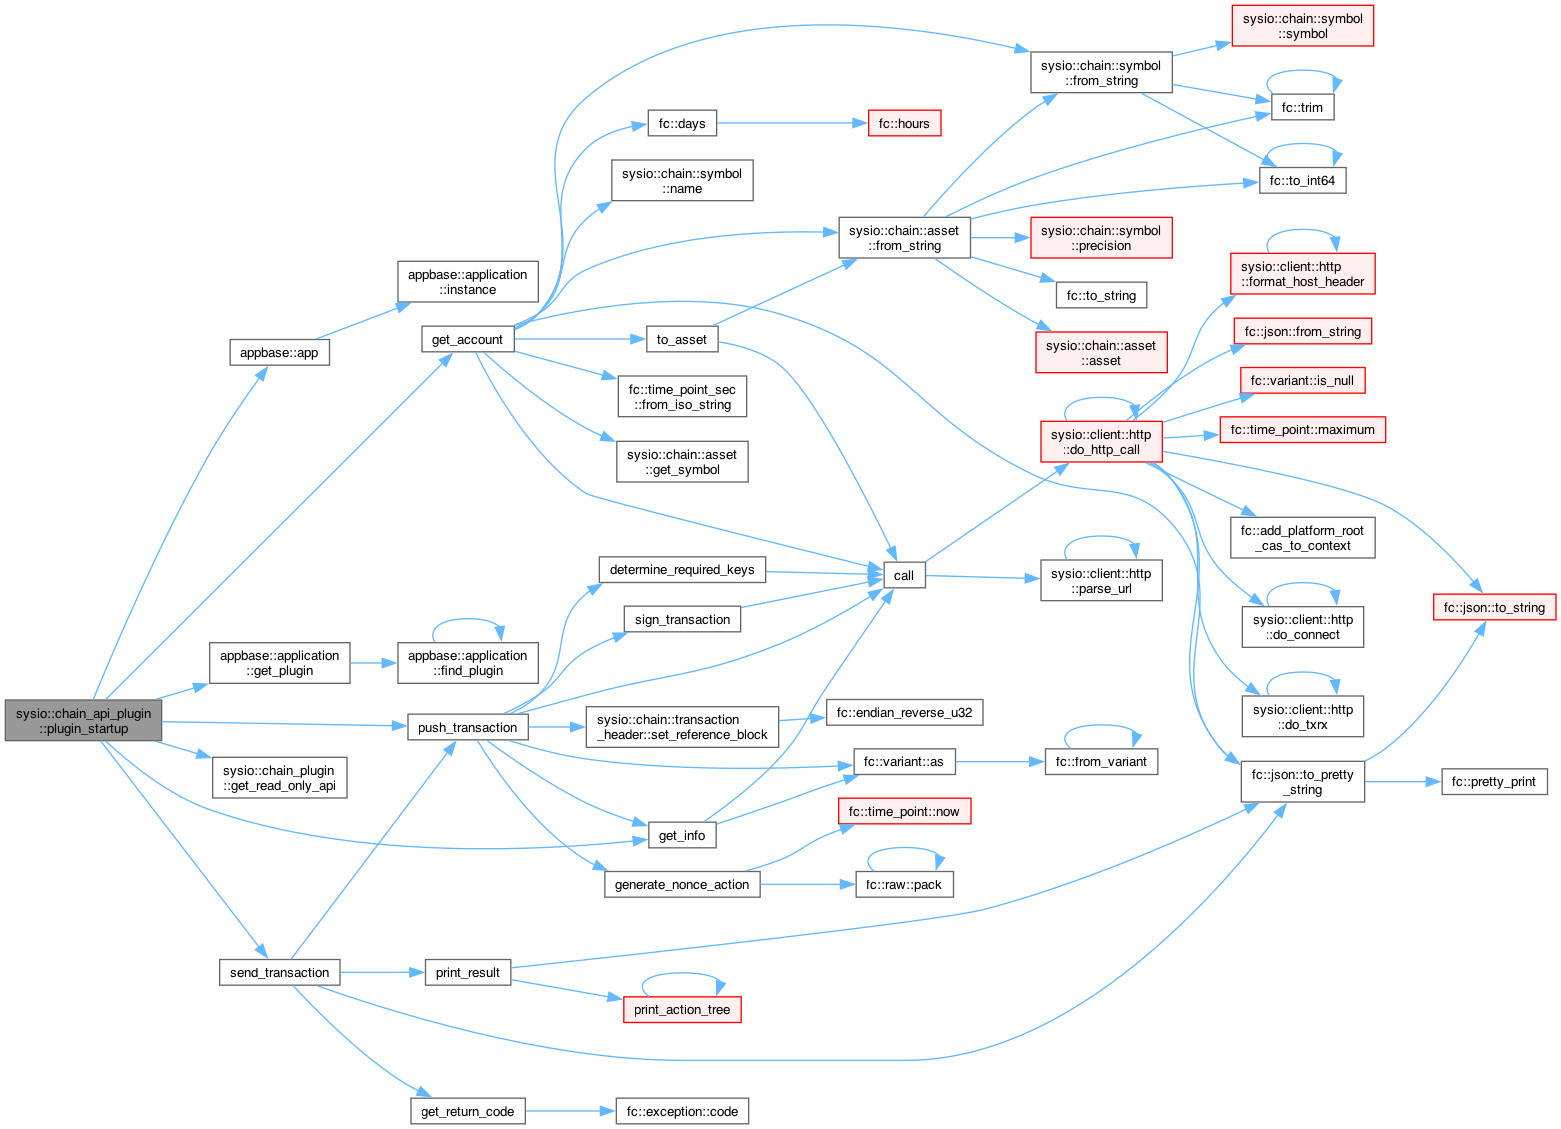 sysio::chain::symbol
::symbol
sysio::chain::symbol
::from_string
fc::trim
fc::days
fc::hours
sysio::chain::symbol
::name
fc::to_int64
sysio::chain::asset
::from_string
sysio::chain::symbol
::precision
appbase::application
::instance
sysio::client::http
::format_host_header
fc::to_string
get_account
to_asset
appbase::app
sysio::chain::asset
::asset
fc::json::from_string
fc::time_point_sec
::from_iso_string
fc::variant::is_null
sysio::client::http
::do_http_call
fc::time_point::maximum
sysio::chain::asset
::get_symbol
fc::add_platform_root
_cas_to_context
determine_required_keys
call
sysio::client::http
::parse_url
sign_transaction
sysio::client::http
::do_connect
fc::json::to_string
appbase::application
::get_plugin
appbase::application
::find_plugin
sysio::chain_api_plugin
::plugin_startup
push_transaction
sysio::chain::transaction
_header::set_reference_block
fc::endian_reverse_u32
sysio::client::http
::do_txrx
sysio::chain_plugin
::get_read_only_api
fc::variant::as
fc::from_variant
fc::json::to_pretty
_string
fc::pretty_print
get_info
fc::time_point::now
generate_nonce_action
fc::raw::pack
send_transaction
print_result
print_action_tree
get_return_code
fc::exception::code